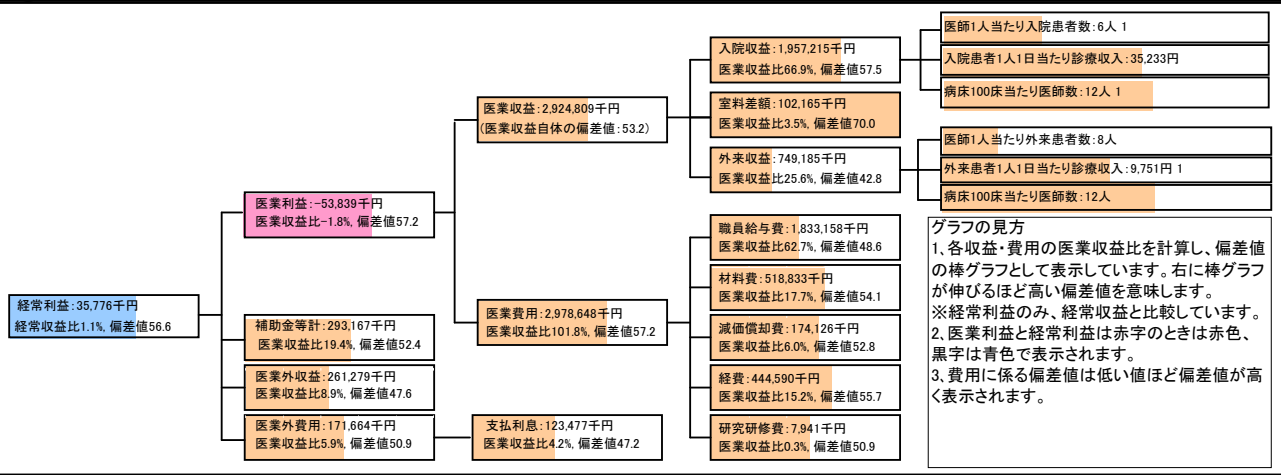 経常利益:35,776千円
経常収益比1.1%, 偏差値56.6
医業利益:-53,839千円
医業収益比-1.8%, 偏差値57.2
補助金等計:293,167千円
医業収益比19.4%, 偏差値52.4
医業外収益:261,279千円
医業収益比8.9%, 偏差値47.6
医業外費用:171,664千円
医業収益比5.9%, 偏差値50.9
支払利息:123,477千円
医業収益比4.2%, 偏差値47.2
医業収益:2,924,809千円
(医業収益自体の偏差値:53.2)
医業費用:2,978,648千円
医業収益比101.8%, 偏差値57.2
入院収益:1,957,215千円
医業収益比66.9%, 偏差値57.5
室料差額:102,165千円
医業収益比3.5%, 偏差値70.0
外来収益:749,185千円
医業収益比25.6%, 偏差値42.8
職員給与費:1,833,158千円
医業収益比62.7%, 偏差値48.6
材料費:518,833千円
医業収益比17.7%, 偏差値54.1
減価償却費:174,126千円
医業収益比6.0%, 偏差値52.8
経費:444,590千円
医業収益比15.2%, 偏差値55.7
研究研修費:7,941千円
医業収益比0.3%, 偏差値50.9
医師1人当たり入院患者数:6人 1
入院患者1人1日当たり診療収入:35,233円
病床100床当たり医師数:12人 1
医師1人当たり外来患者数:8人
外来患者1人1日当たり診療収入:9,751円 1
病床100床当たり医師数:12人
グラフの見方
1、各収益・費用の医業収益比を計算し、偏差値
の棒グラフとして表示しています。右に棒グラフ
が伸びるほど高い偏差値を意味します。
※経常利益のみ、経常収益と比較しています。
2、医業利益と経常利益は赤字のときは赤色、
黒字は青色で表示されます。
3、費用に係る偏差値は低い値ほど偏差値が高
く表示されます。